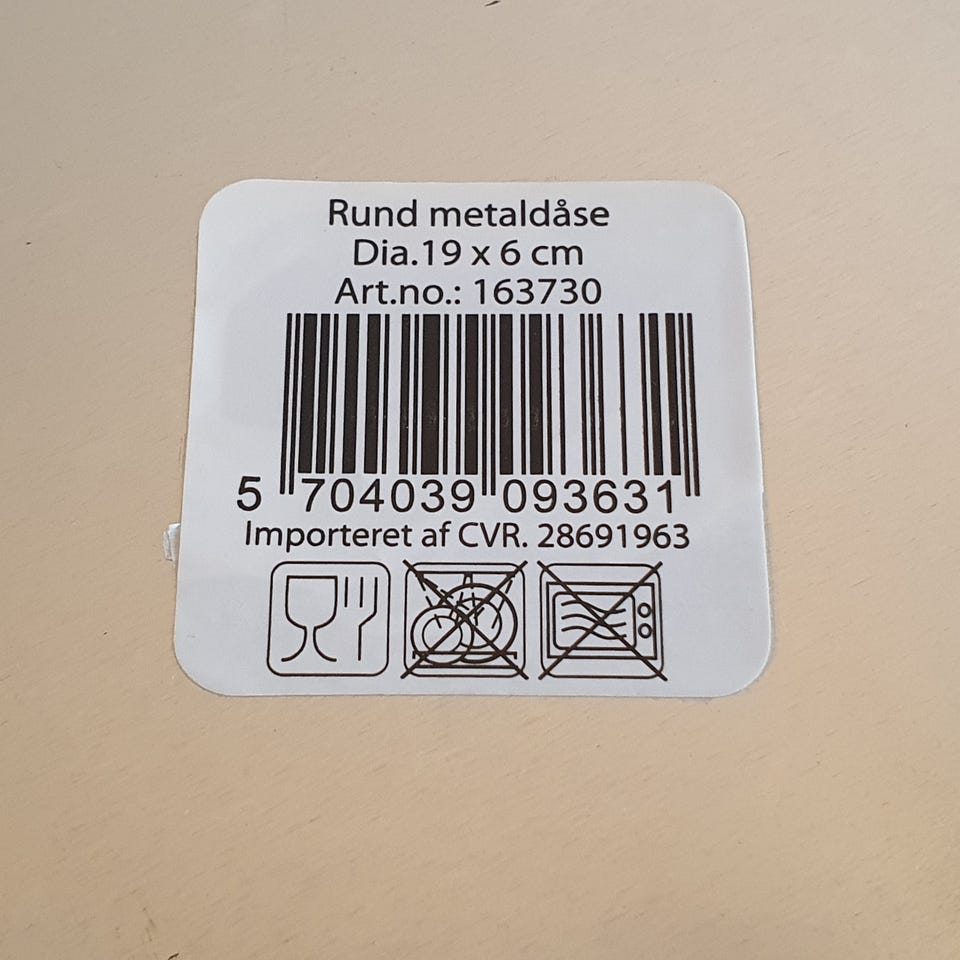 Rund metaldåse
Dia.19 x 6 cm
Art.no.: 163730
5 704039 093631
Importeret af CVR. 28691963